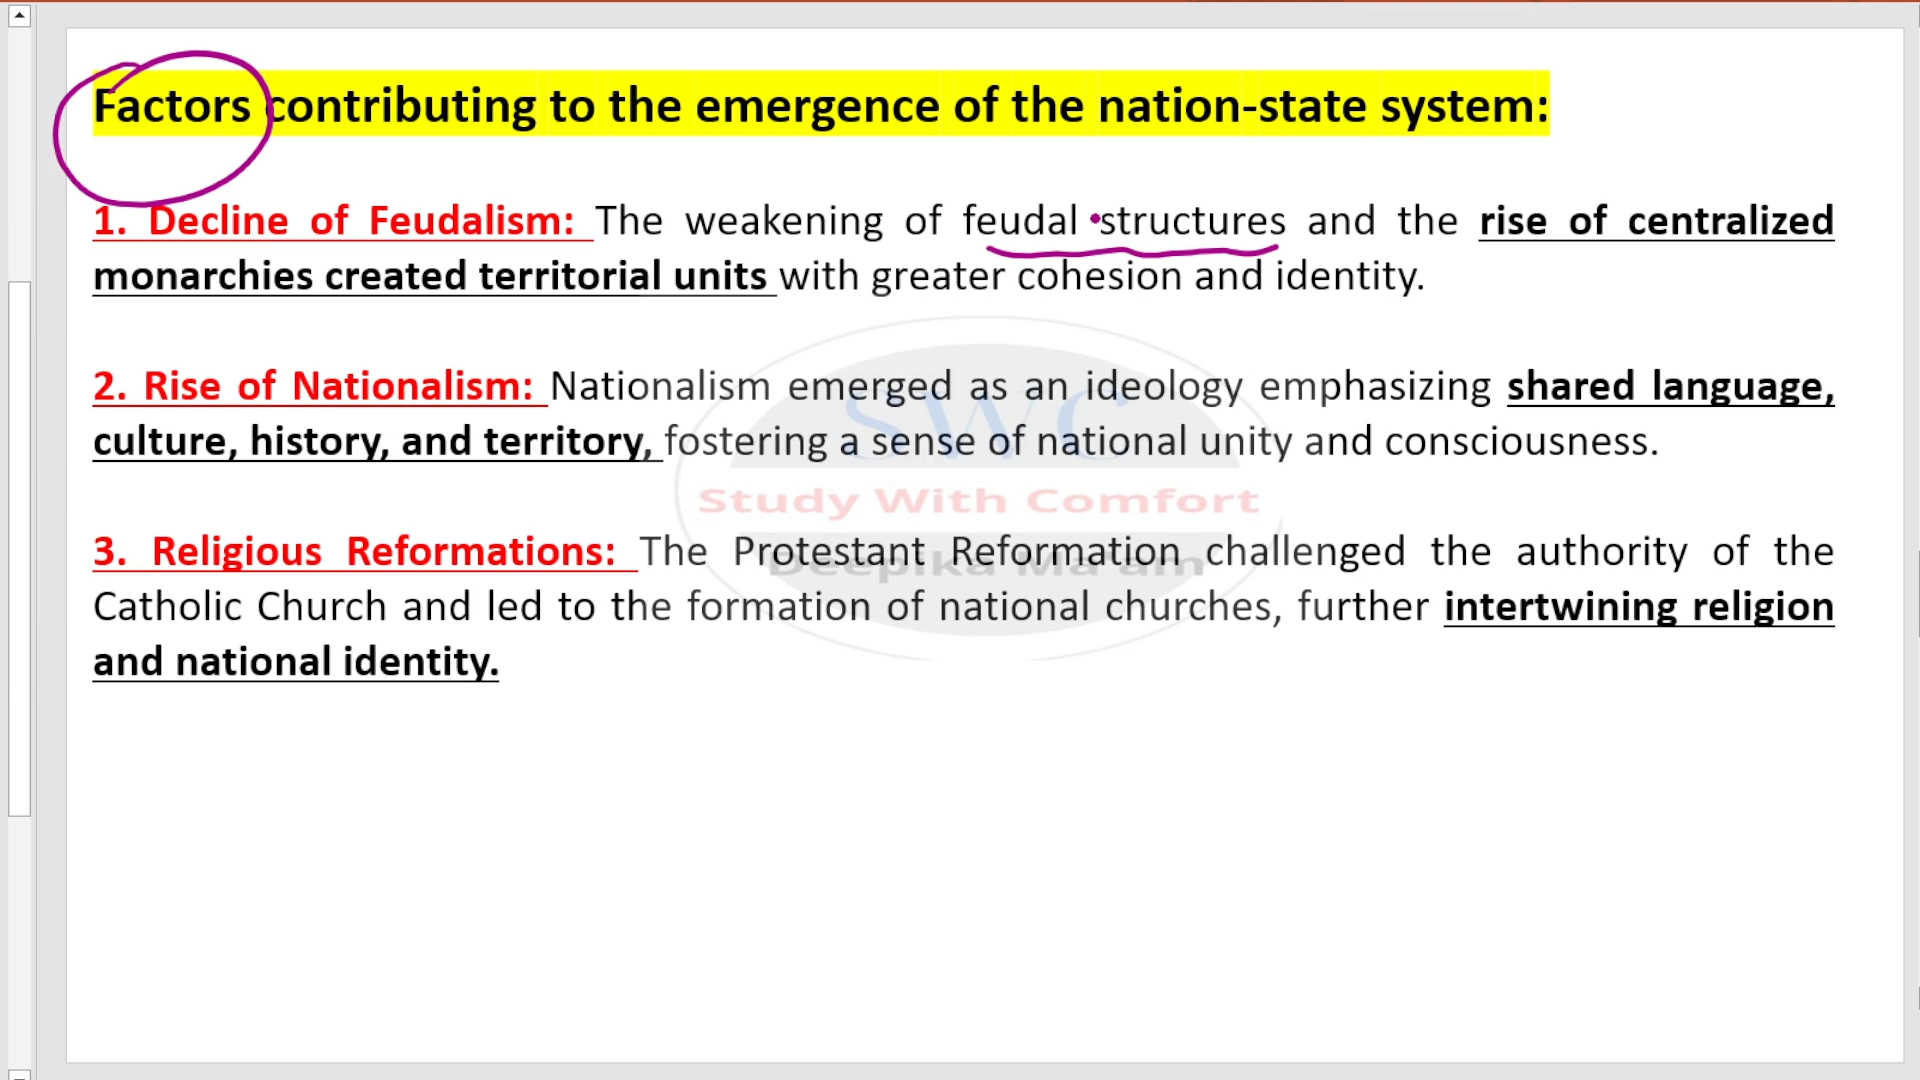 Factors contributing to the emergence of the nation-state system:
1. Decline of Feudalism: The weakening of feudal structures and the rise of centralized
monarchies created territorial units with greater cohesion and identity.
2. Rise of Nationalism: Nationalism emerged as an ideology emphasizing shared language,
culture, history, and territory, fostering a sense of national unity and consciousness.
SWC
Study With Comfort
3. Religious Reformations: The Protestant Reformation challenged the authority of the
Deepika Ma'am
Catholic Church and led to the formation of national churches, further intertwining religion
and national identity.